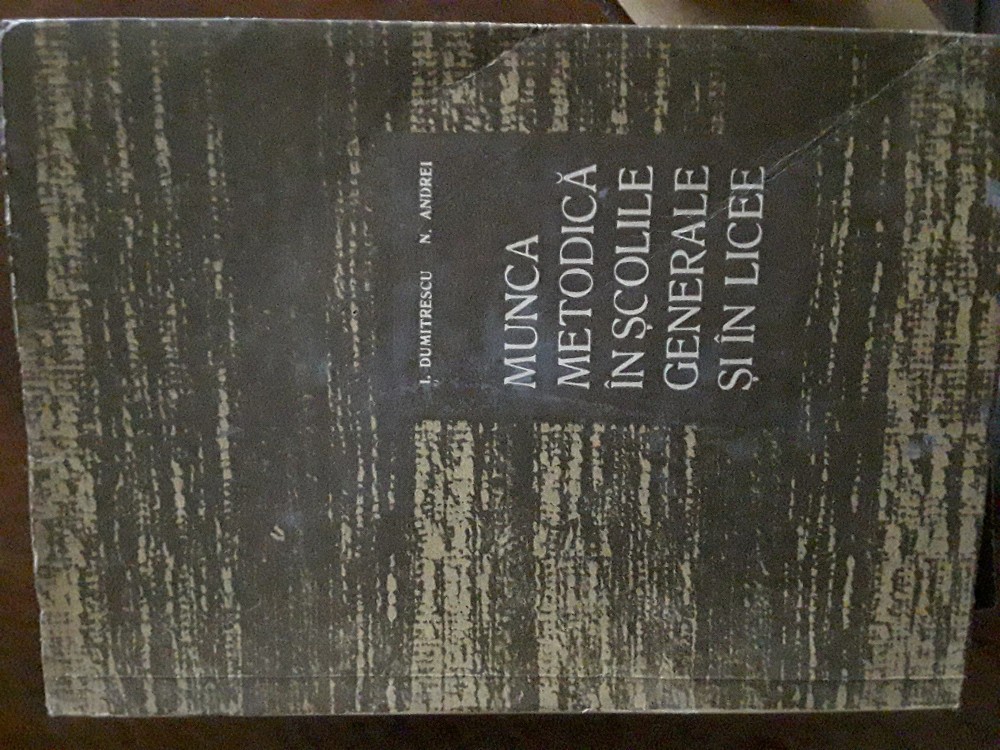 I. DUMITRESCU N. ANDREI
MUNCA
METODICĂ
ÎN ȘCOLILE
GENERALE
ȘI ÎN LICEE